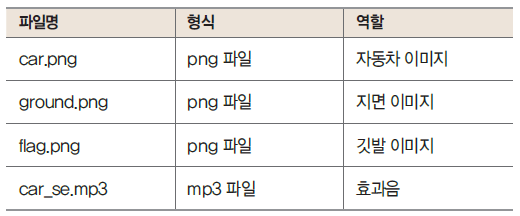 파일명 형식 역할
car.png png 파일 자동차 이미지
ground.png png 파일 지면 이미지
flag.png png 파일 깃발 이미지
car_se.mp3 mp3 파일 효과음